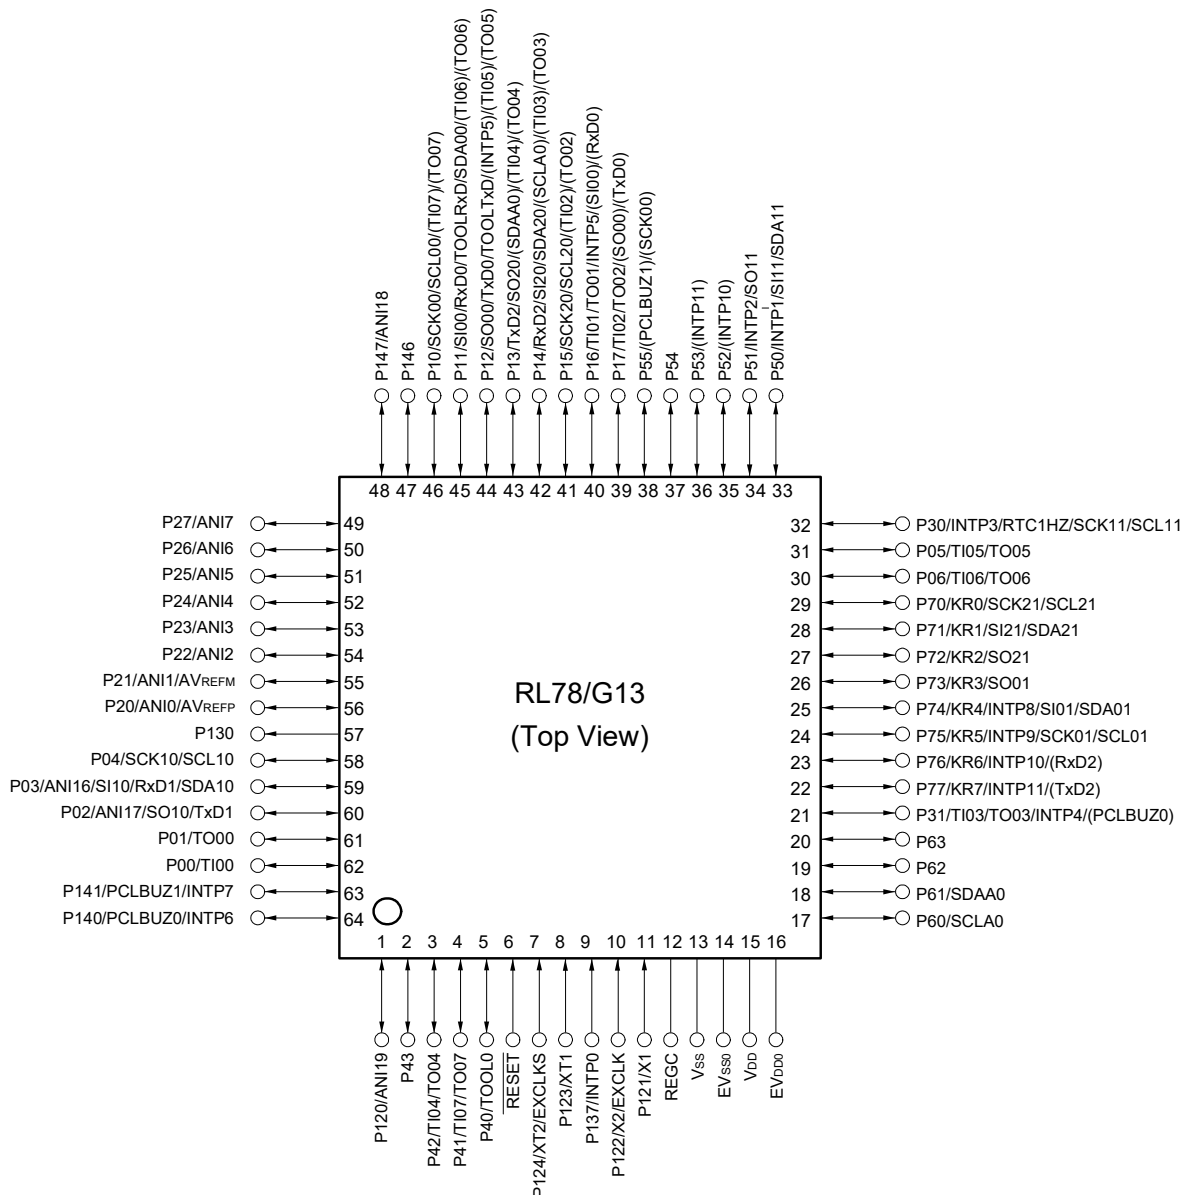 P147/ANI18
P146
P10/SCK00/SCL00/(TI07)/(TO07)
P11/SI00/RxD0/TOOLRxD/SDA00/(TI06)/(TO06)
P12/SO00/TxD0/TOOLTxD/(INTP5)/(TI05)/(TO05)
P13/TxD2/SO20/(SDAA0)/(TI04)/(TO04)
P14/RxD2/SI20/SDA20/(SCLA0)/(TI03)/(TO03)
P15/SCK20/SCL20/(TI02)/(TO02)
P16/TI01/TO01/INTP5/(SI00)/(RxD0)
P17/TI02/TO02/(SO00)/(TxD0)
P55/(PCLBUZ1)/(SCK00)
P54
P53/(INTP11)
P52/(INTP10)
P51/INTP2/SO11
P50/INTP1/SI11/SDA11
48 47 46 45 44 43 42 41 40 39 38 37 36 35 34 33
P27/ANI7 49
P26/ANI6 50
P25/ANI5 51
P24/ANI4 52
P23/ANI3 53
P22/ANI2 54
P21/ANI1/AVREFM 55
P20/ANI0/AVREFP 56
P130 57
P04/SCK10/SCL10 58
P03/ANI16/SI10/RxD1/SDA10 59
P02/ANI17/SO10/TxD1 60
P01/TO00 61
P00/TI00 62
P141/PCLBUZ1/INTP7 63
P140/PCLBUZ0/INTP6 64
RL78/G13
(Top View)
32 P30/INTP3/RTC1HZ/SCK11/SCL11
31 P05/TI05/TO05
30 P06/TI06/TO06
29 P70/KR0/SCK21/SCL21
28 P71/KR1/SI21/SDA21
27 P72/KR2/SO21
26 P73/KR3/SO01
25 P74/KR4/INTP8/SI01/SDA01
24 P75/KR5/INTP9/SCK01/SCL01
23 P76/KR6/INTP10/(RxD2)
22 P77/KR7/INTP11/(TxD2)
21 P31/TI03/TO03/INTP4/(PCLBUZ0)
20 P63
19 P62
18 P61/SDAA0
17 P60/SCLA0
1 2 3 4 5 6 7 8 9 10 11 12 13 14 15 16
P120/ANI19
P43
P42/TI04/TO04
P41/TI07/TO07
P40/TOOL0
RESET
P124/XT2/EXCLKS
P123/XT1
P137/INTP0
P122/X2/EXCLK
P121/X1
REGC
VSS
EVSS0
VDD
EVDD0